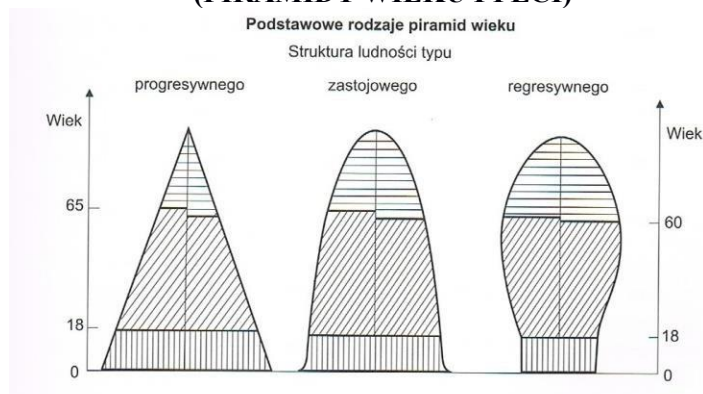 (PIRAMIDY WIEKU I PŁCI)
Podstawowe rodzaje piramid wieku
Struktura ludności typu
progresywnego zastojowego regresywnego
Wiek Wiek
65 60
18 18
0 0